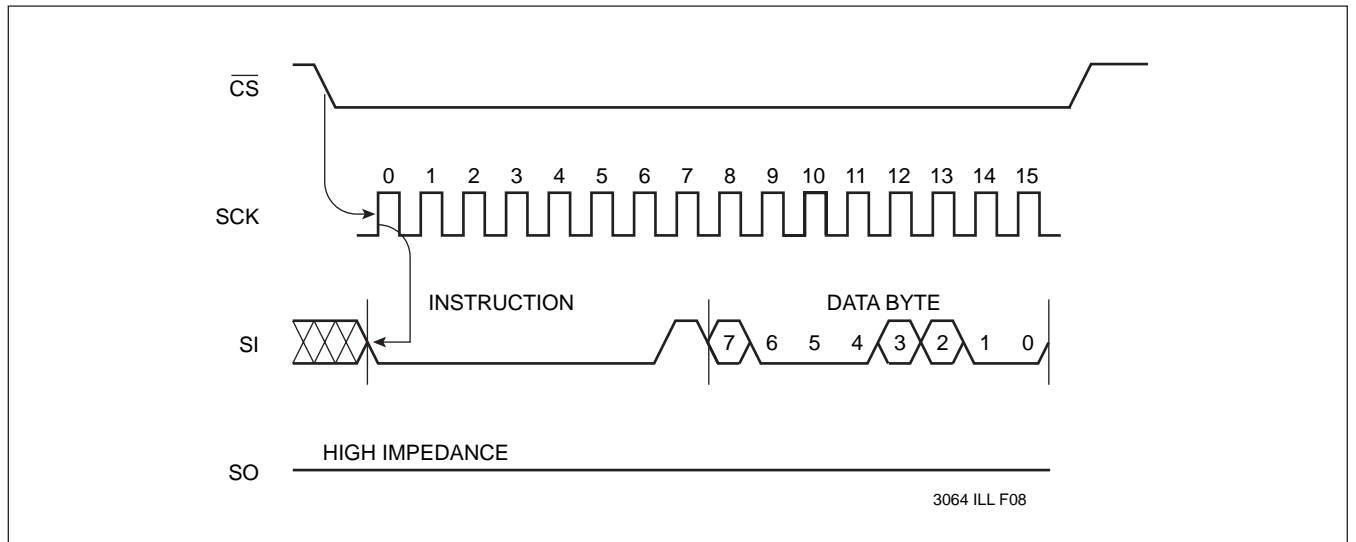 CS
0 1 2 3 4 5 6 7 8 9 10 11 12 13 14 15
SCK
INSTRUCTION DATA BYTE
SI 7 6 5 4 3 2 1 0
HIGH IMPEDANCE
SO
3064 ILL F08